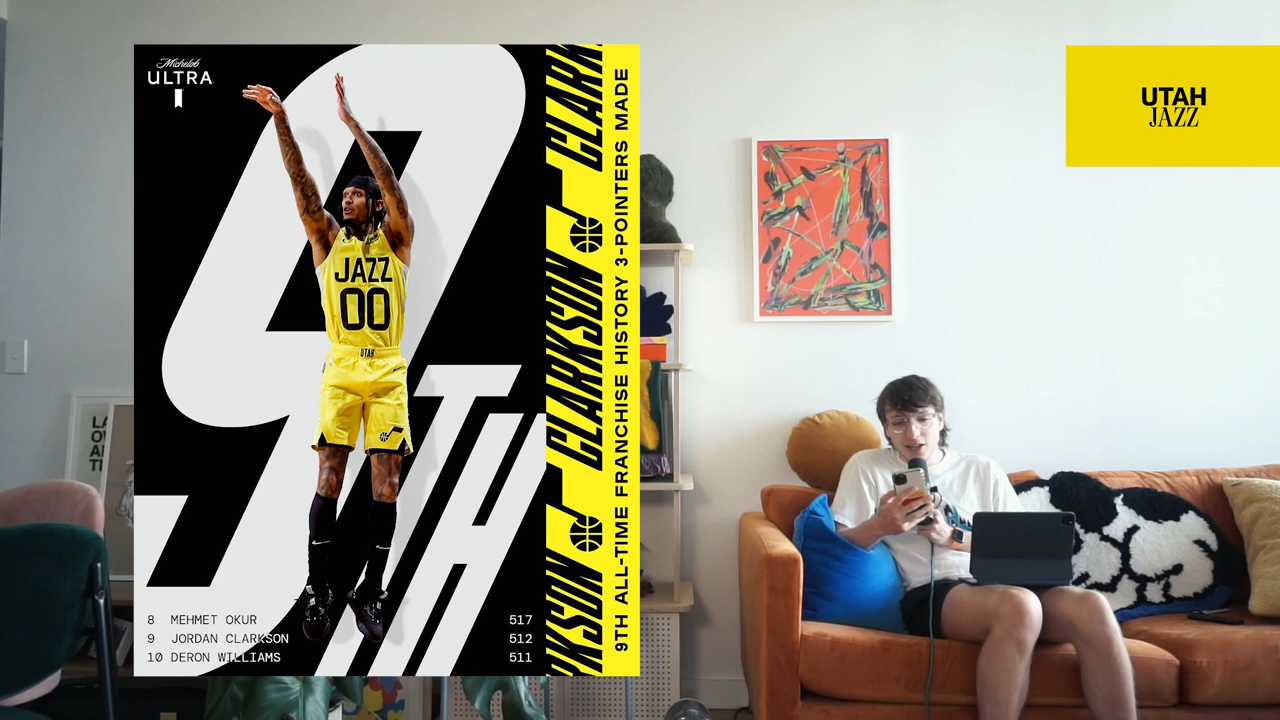 Michelob
ULTRA
JAZZ
00
UTAH
9TH
8 MEHMET OKUR 517
9 JORDAN CLARKSON 512
10 DERON WILLIAMS 511
CLARKSON
9TH ALL-TIME FRANCHISE HISTORY 3-POINTERS MADE
UTAH
JAZZ